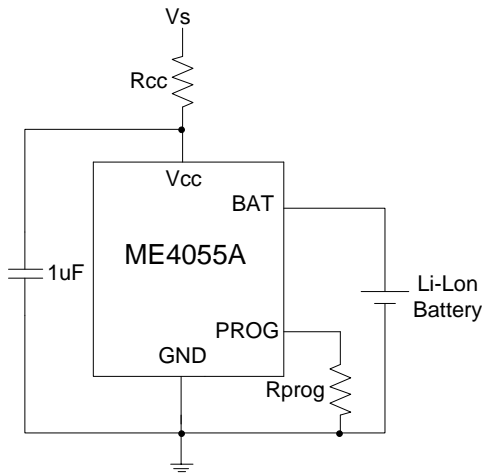 Vs
Rcc
Vcc
BAT
ME4055A
1uF
Li-Lon
Battery
PROG
GND
Rprog